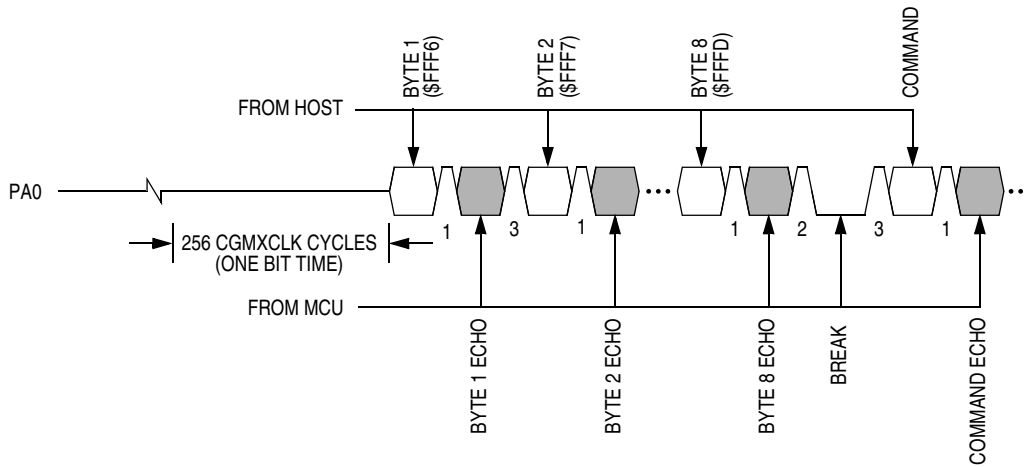 BYTE 1
($FFF6)
BYTE 2
($FFF7)
BYTE 8
($FFFD)
COMMAND
FROM HOST
PA0
1
3
1
1
2
3
1
256 CGMXCLK CYCLES
(ONE BIT TIME)
FROM MCU
BYTE 1 ECHO
BYTE 2 ECHO
BYTE 8 ECHO
BREAK
COMMAND ECHO